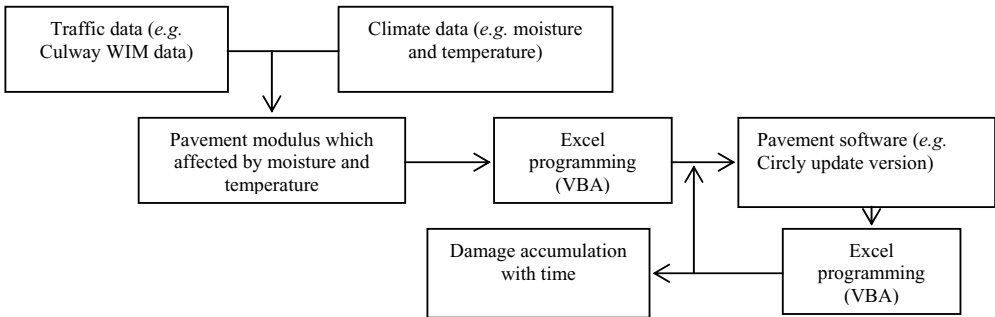 Traffic data (e.g.
Culway WIM data)
Climate data (e.g. moisture
and temperature)
Pavement modulus which
affected by moisture and
temperature
Excel
programming
(VBA)
Pavement software (e.g.
Circly update version)
Damage accumulation
with time
Excel
programming
(VBA)